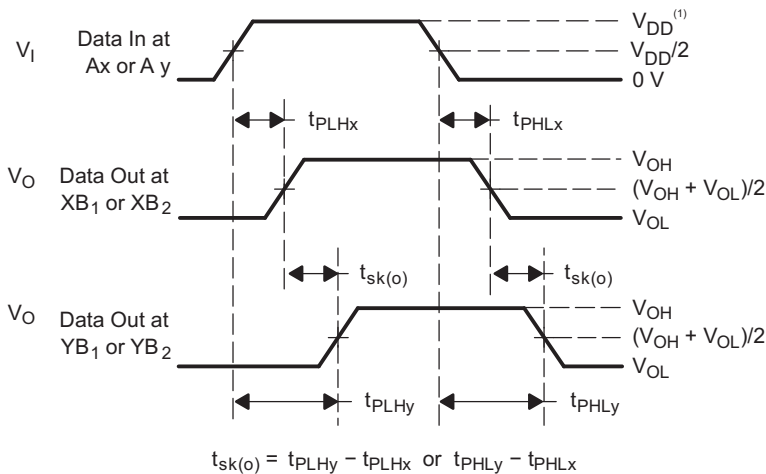 V_I
Data In at
Ax or A y
V_DD^(1)
V_DD/2
0 V
t_PLHx
t_PHLx
V_O
Data Out at
XB_1 or XB_2
V_OH
(V_OH + V_OL)/2
V_OL
t_sk(o)
t_sk(o)
V_O
Data Out at
YB_1 or YB_2
V_OH
(V_OH + V_OL)/2
V_OL
t_PLHy
t_PHLy
t_sk(o) = t_PLHy − t_PLHx or t_PHLy − t_PHLx